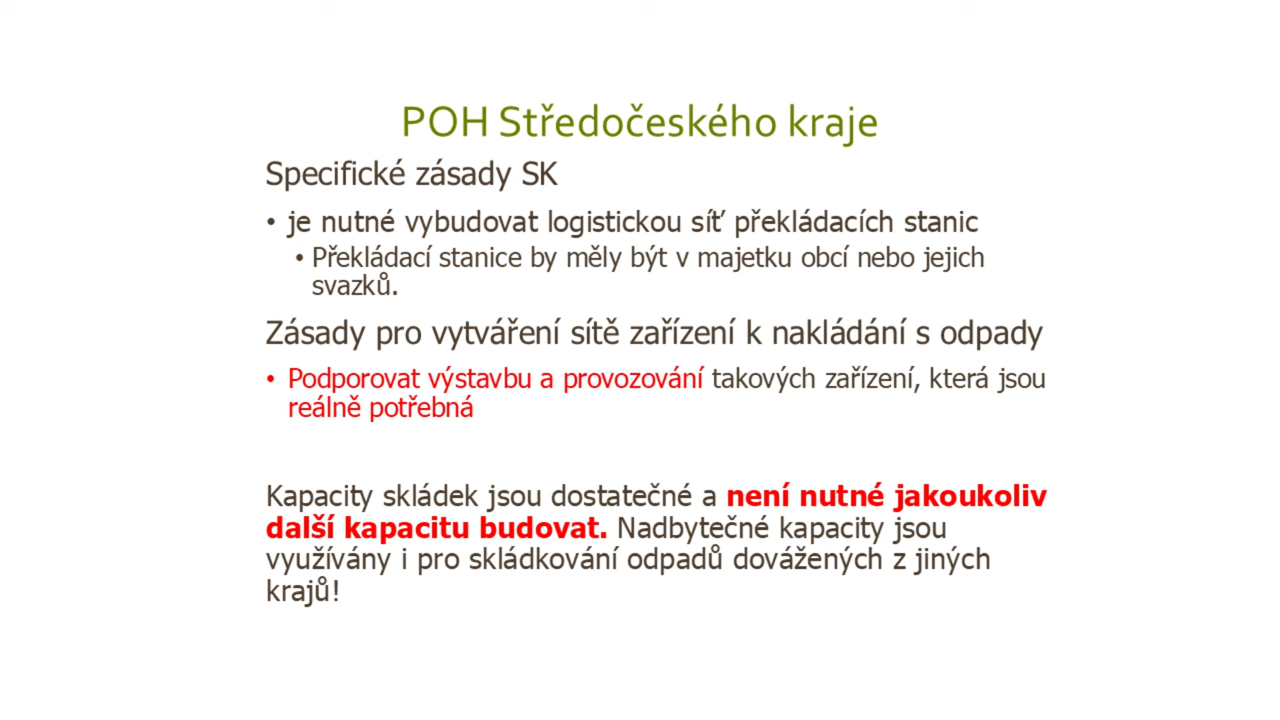 POH Středočeského kraje
Specifické zásady SK
• je nutné vybudovat logistickou síť překládacích stanic
• Překládací stanice by měly být v majetku obcí nebo jejich
svazků.
Zásady pro vytváření sítě zařízení k nakládání s odpady
• Podporovat výstavbu a provozování takových zařízení, která jsou
reálně potřebná
Kapacity skládek jsou dostatečné a není nutné jakoukoliv
další kapacitu budovat. Nadbytečné kapacity jsou
využívány i pro skládkování odpadů dovážených z jiných
krajů!